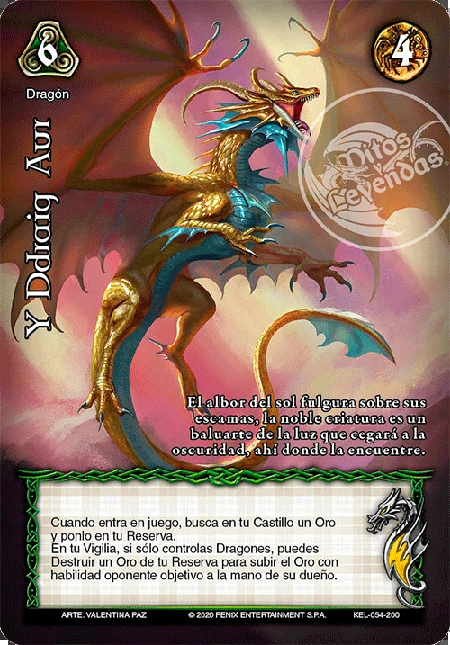 6
4
Dragón
Mitos y
Leyendas
Y Ddraig Aur
El albor del sol fulgura sobre sus
escamas, la noble criatura es un
baluarte de la luz que cegará a la
oscuridad, ahí donde la encuentre.
Cuando entra en juego, busca en tu Castillo un Oro
y ponlo en tu Reserva.
En tu Vigilia, si sólo controlas Dragones, puedes
Destruir un Oro de tu Reserva para subir el Oro con
habilidad oponente objetivo a la mano de su dueño.
ARTE. VALENTINA PAZ
© 2020 FENIX ENTERTAINMENT S.P.A.
KEL-054-200